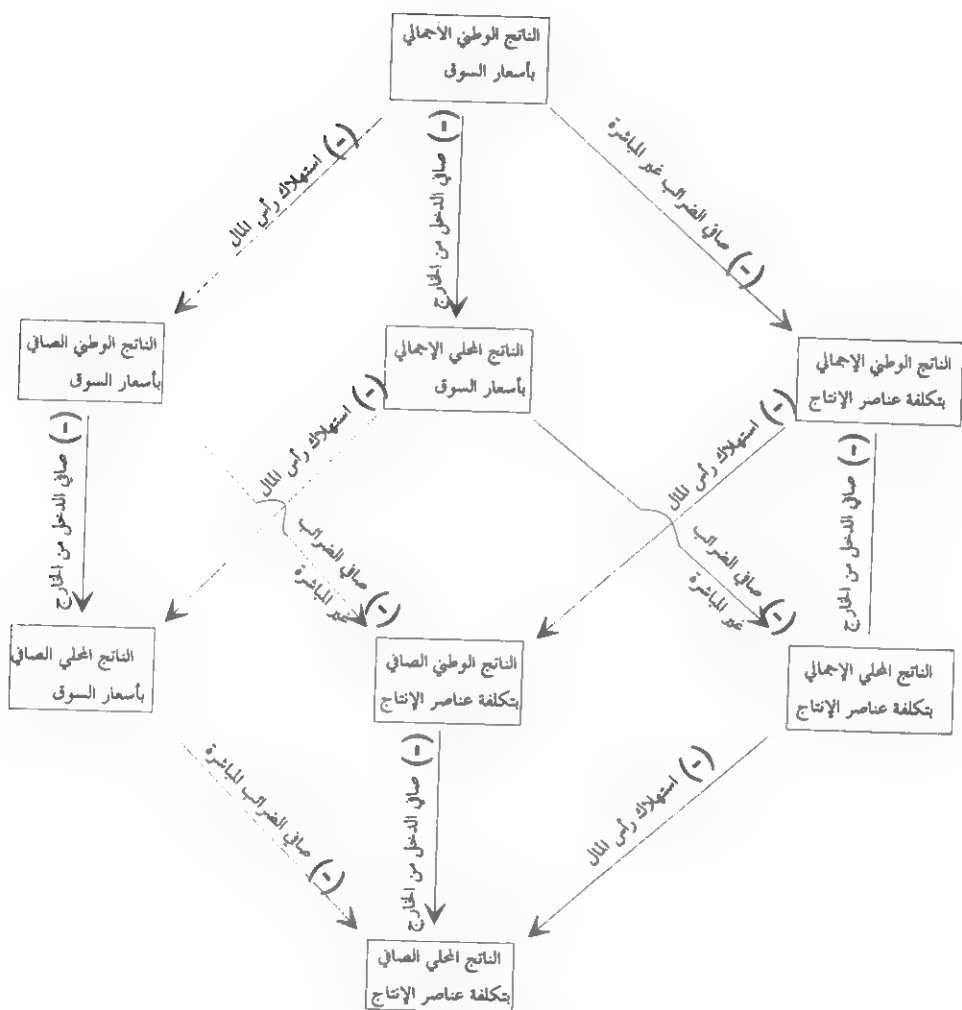 الناتج الوطني الاجمالي
بأسعار السوق
(-) صافي الضرائب غير المباشرة
(-) صافي الدخل من الخارج
(-) استهلاك رأس المال
الناتج الوطني الإجمالي
بتكلفة عناصر الإنتاج
الناتج المحلي الإجمالي
بأسعار السوق
الناتج الوطني الصافي
بأسعار السوق
(-) صافي الدخل من الخارج
(-) استهلاك رأس المال
(-) صافي الضرائب
غير المباشرة
(-) استهلاك رأس المال
(-) صافي الضرائب
غير المباشرة
(-) صافي الدخل من الخارج
الناتج المحلي الإجمالي
بتكلفة عناصر الإنتاج
الناتج الوطني الصافي
بتكلفة عناصر الإنتاج
الناتج المحلي الصافي
بأسعار السوق
(-) استهلاك رأس المال
(-) صافي الدخل من الخارج
(-) صافي الضرائب المباشرة
الناتج المحلي الصافي
بتكلفة عناصر الإنتاج